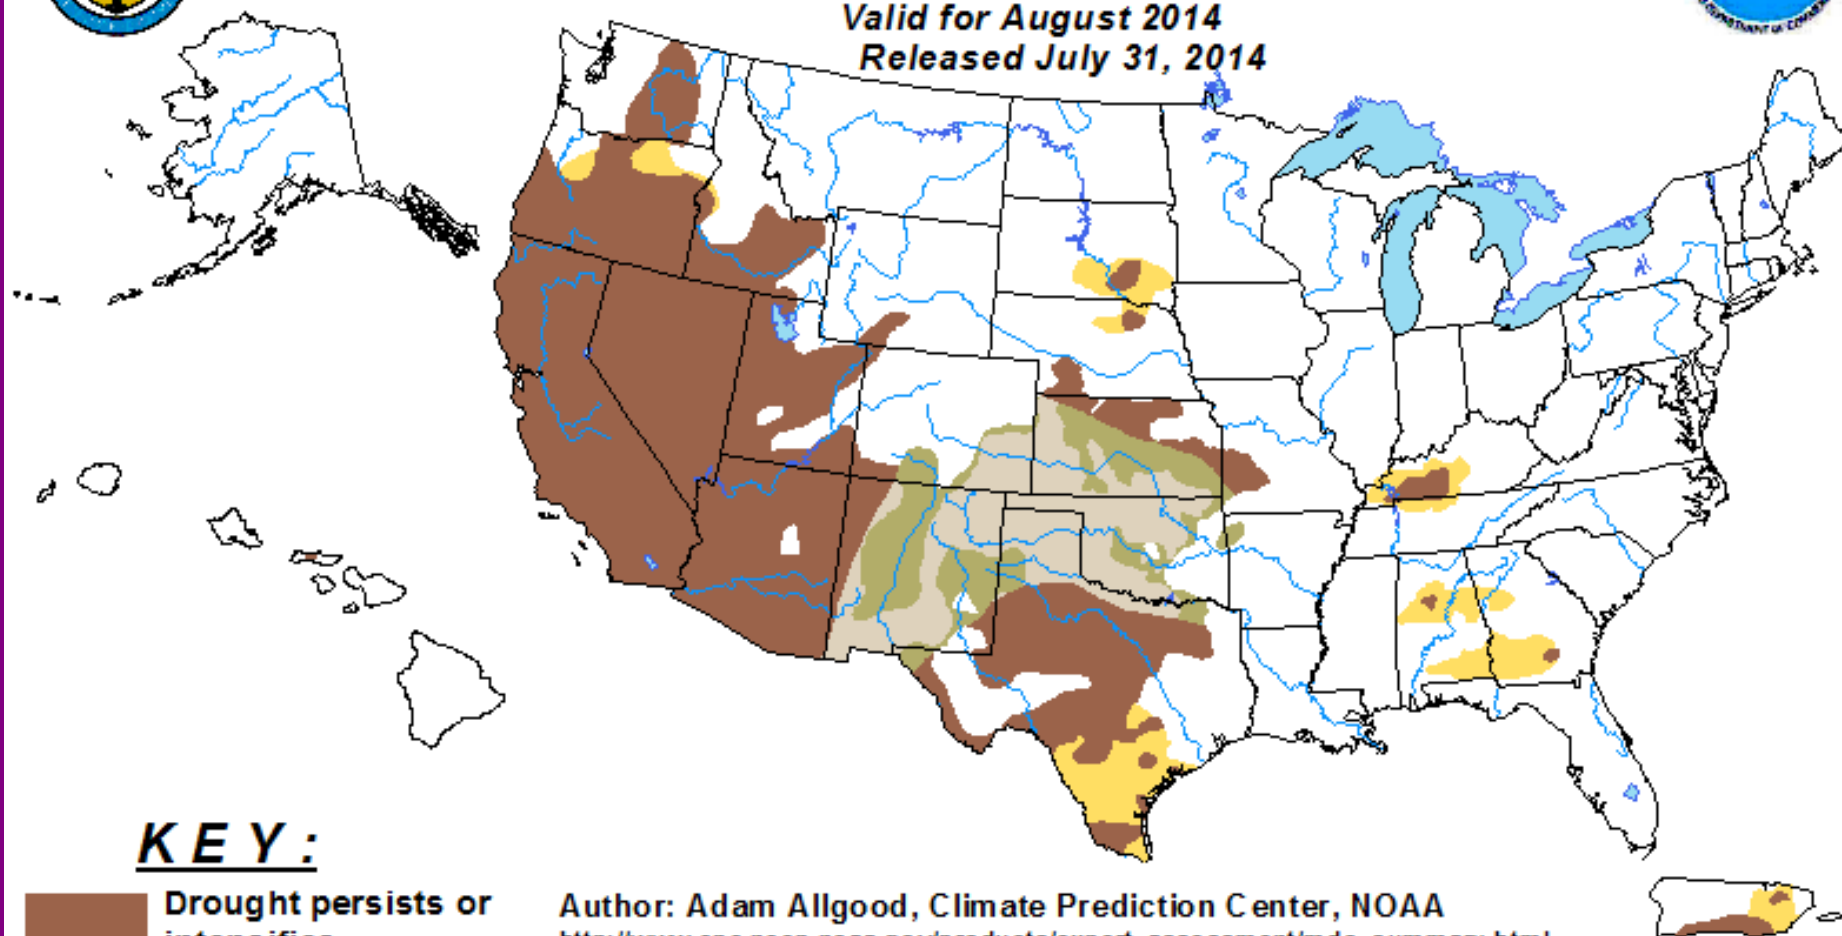 Valid for August 2014
Released July 31, 2014
KEY:
Drought persists or
intensifies
Author: Adam Allgood, Climate Prediction Center, NOAA